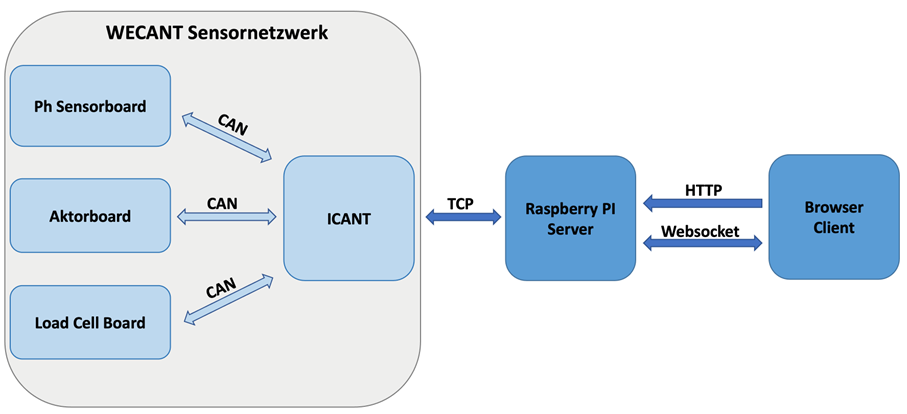 WECANT Sensornetzwerk
Ph Sensorboard
CAN
Aktorboard
CAN
Load Cell Board
CAN
ICANT
TCP
Raspberry PI
Server
HTTP
Websocket
Browser
Client